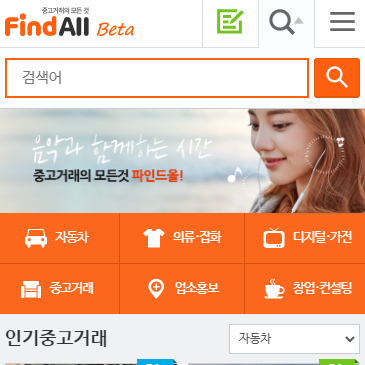 중고거래의 모든 것
FindAll Beta
검색어
음악과 함께하는 시간
중고거래의 모든것 파인드올!
자동차
의류·잡화
디지털·가전
중고거래
업소홍보
창업·컨설팅
인기중고거래
자동차